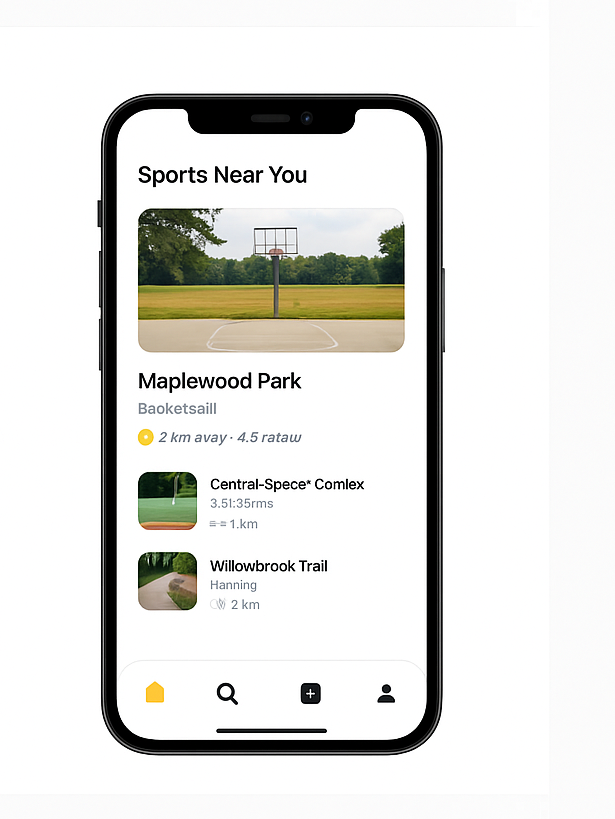 Sports Near You
Maplewood Park
Baoketsaill
2 km avay · 4.5 rataw
Central-Spece* Comlex
3.51:35rms
1.km
Willowbrook Trail
Hanning
2 km